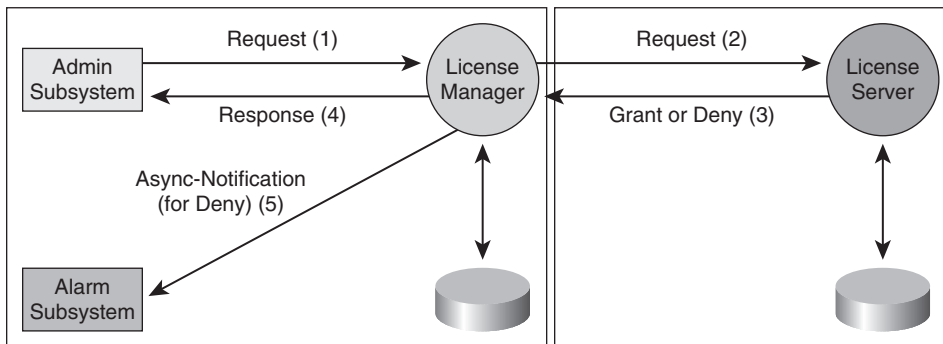 Request (1)
Admin
Subsystem
Response (4)
License
Manager
Request (2)
Grant or Deny (3)
License
Server
Async-Notification
(for Deny) (5)
Alarm
Subsystem